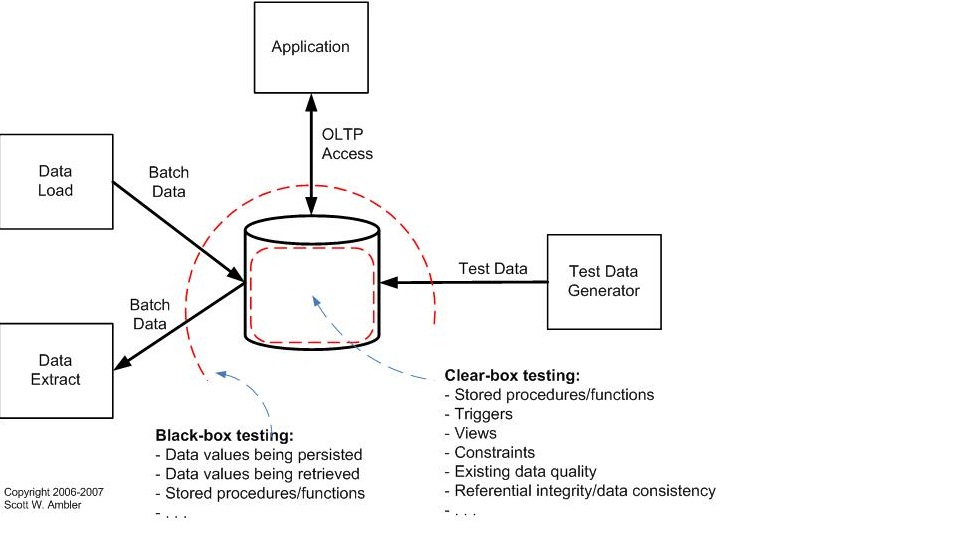 Application
OLTP
Access
Data
Load
Batch
Data
Test Data
Test Data
Generator
Batch
Data
Data
Extract
Clear-box testing:
- Stored procedures/functions
- Triggers
- Views
- Constraints
- Existing data quality
- Referential integrity/data consistency
- . . .
Black-box testing:
- Data values being persisted
- Data values being retrieved
- Stored procedures/functions
- . . .
Copyright 2006-2007
Scott W. Ambler